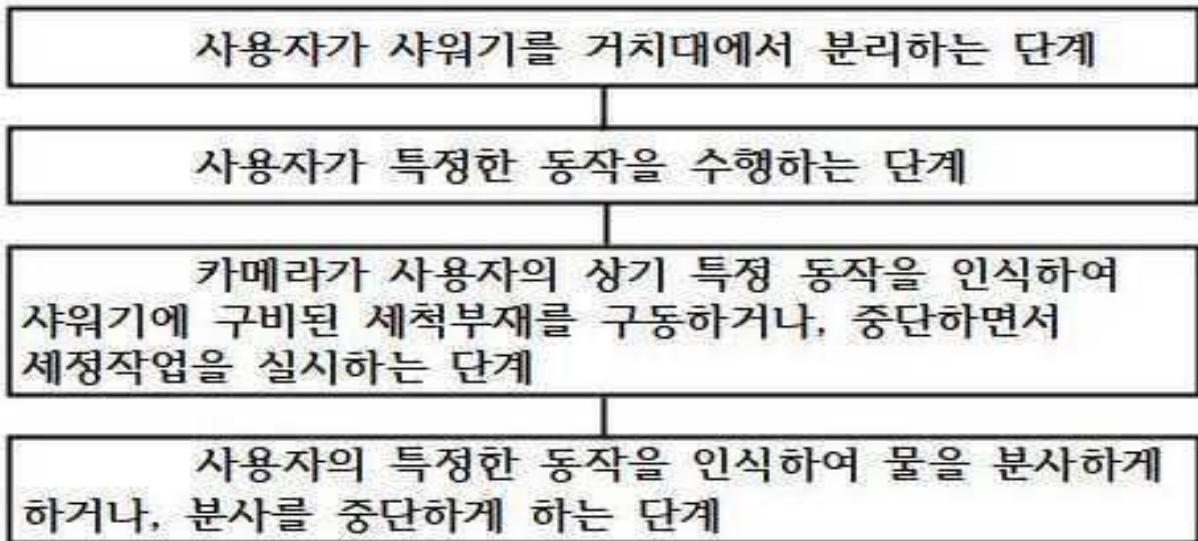 사용자가 샤워기를 거치대에서 분리하는 단계
사용자가 특정한 동작을 수행하는 단계
카메라가 사용자의 상기 특정 동작을 인식하여
샤워기에 구비된 세척부재를 구동하거나, 중단하면서
세정작업을 실시하는 단계
사용자의 특정한 동작을 인식하여 물을 분사하게
하거나, 분사를 중단하게 하는 단계